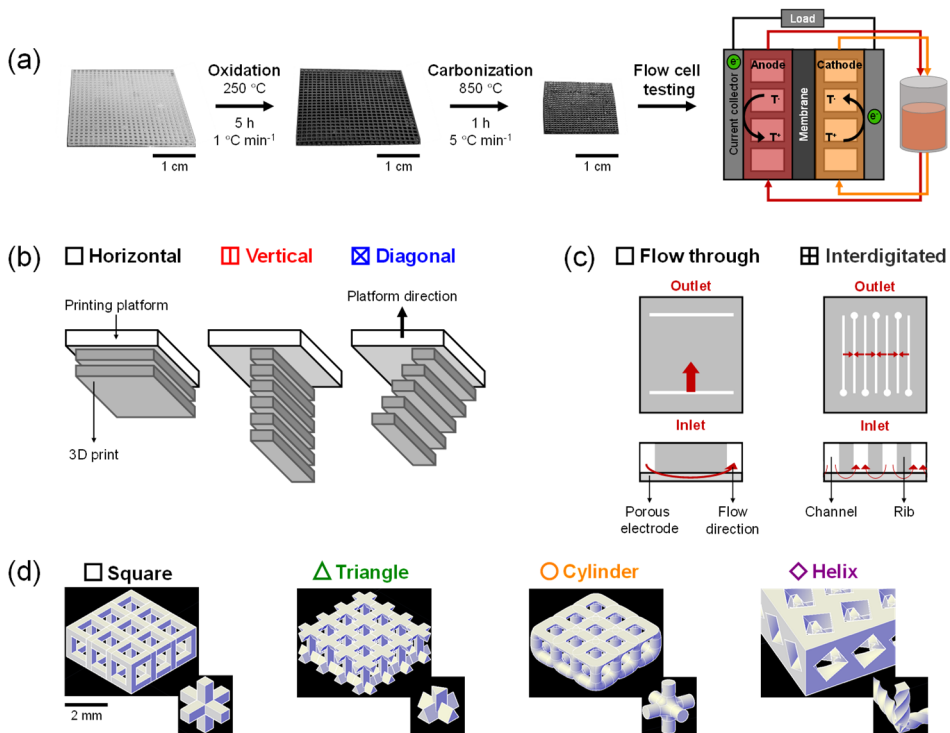 (a)
Oxidation
250 °C
5 h
1 °C min⁻¹
Carbonization
850 °C
1 h
5 °C min⁻¹
Flow cell
testing
1 cm
1 cm
1 cm
Load
e⁻
Anode
Cathode
Current collector
Membrane
T·
T⁺
T·
T⁺
e⁻
(b)
Horizontal
Vertical
Diagonal
Printing platform
Platform direction
3D print
(c)
Flow through
Interdigitated
Outlet
Outlet
Inlet
Inlet
Porous
electrode
Flow
direction
Channel
Rib
(d)
Square
Triangle
Cylinder
Helix
2 mm